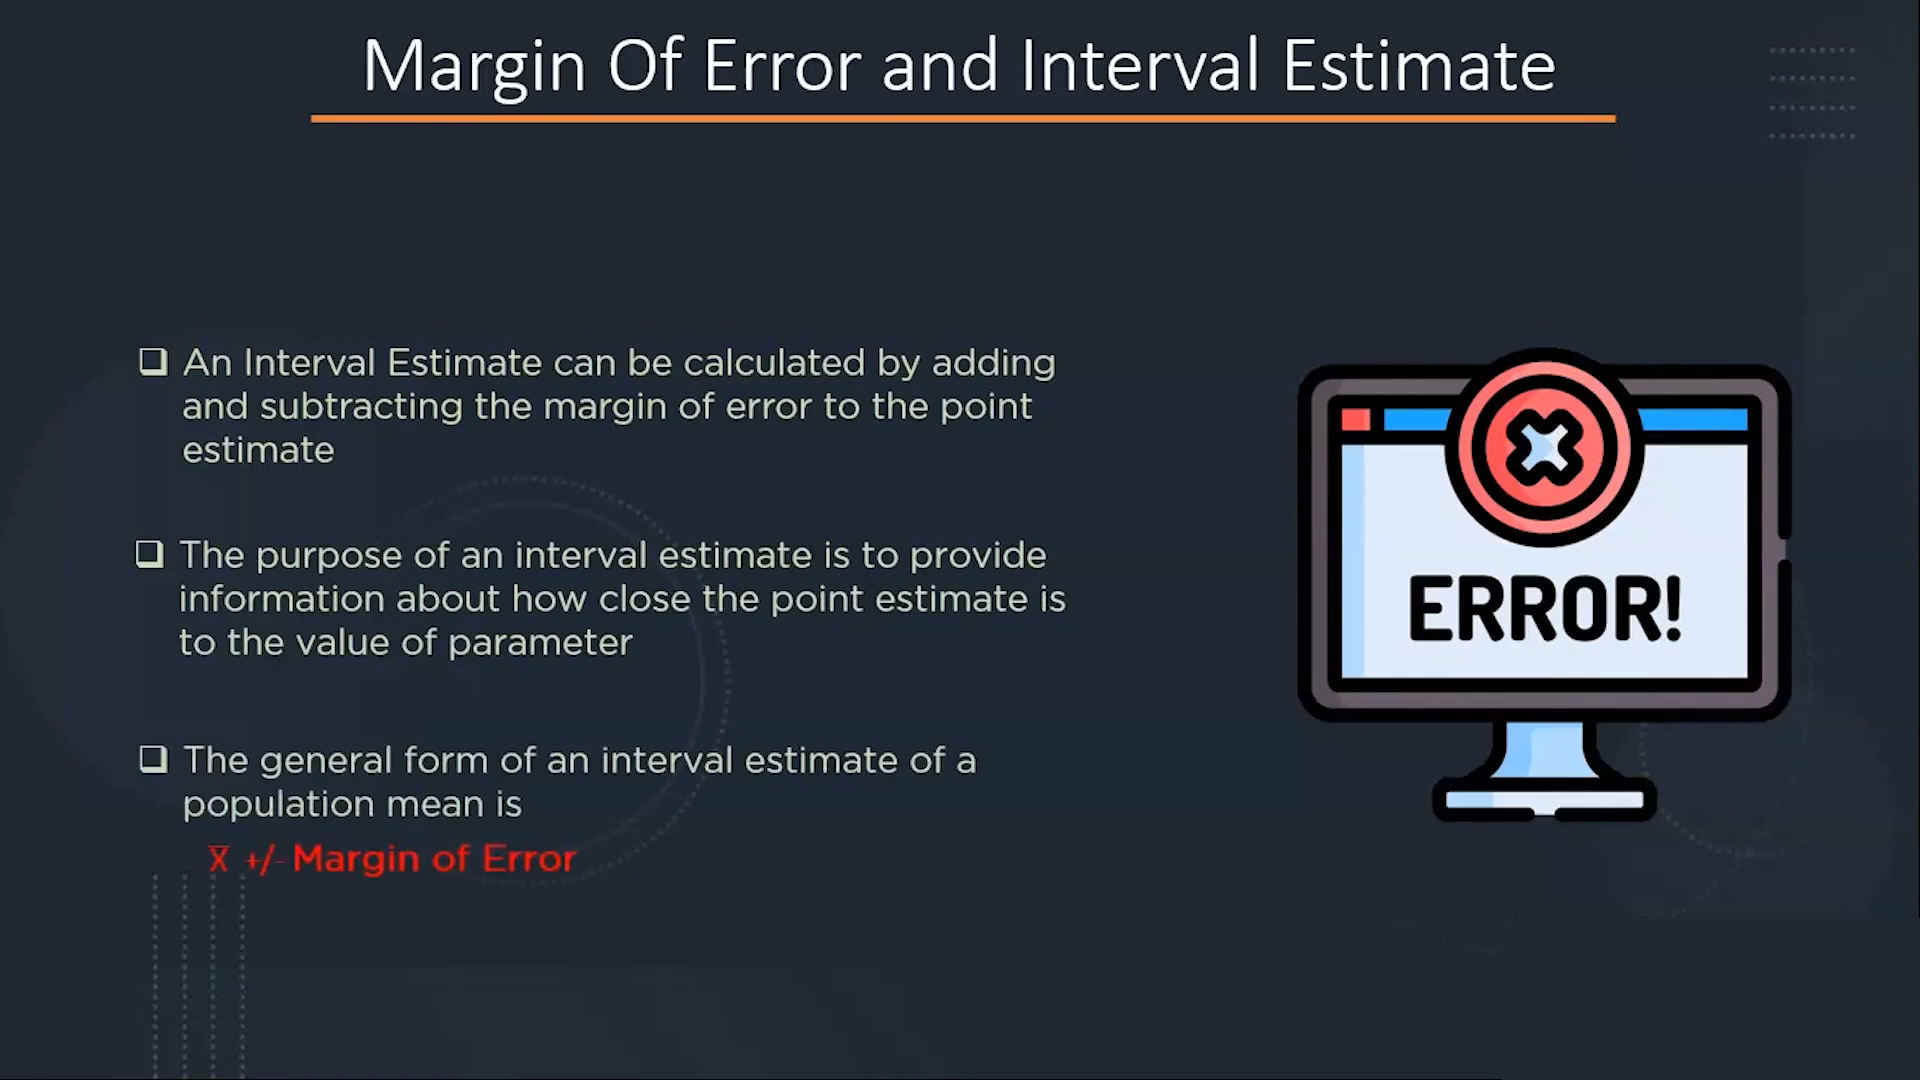 Margin Of Error and Interval Estimate
❑ An Interval Estimate can be calculated by adding
and subtracting the margin of error to the point
estimate
❑ The purpose of an interval estimate is to provide
information about how close the point estimate is
to the value of parameter
❑ The general form of an interval estimate of a
population mean is
x̅ +/- Margin of Error
ERROR!